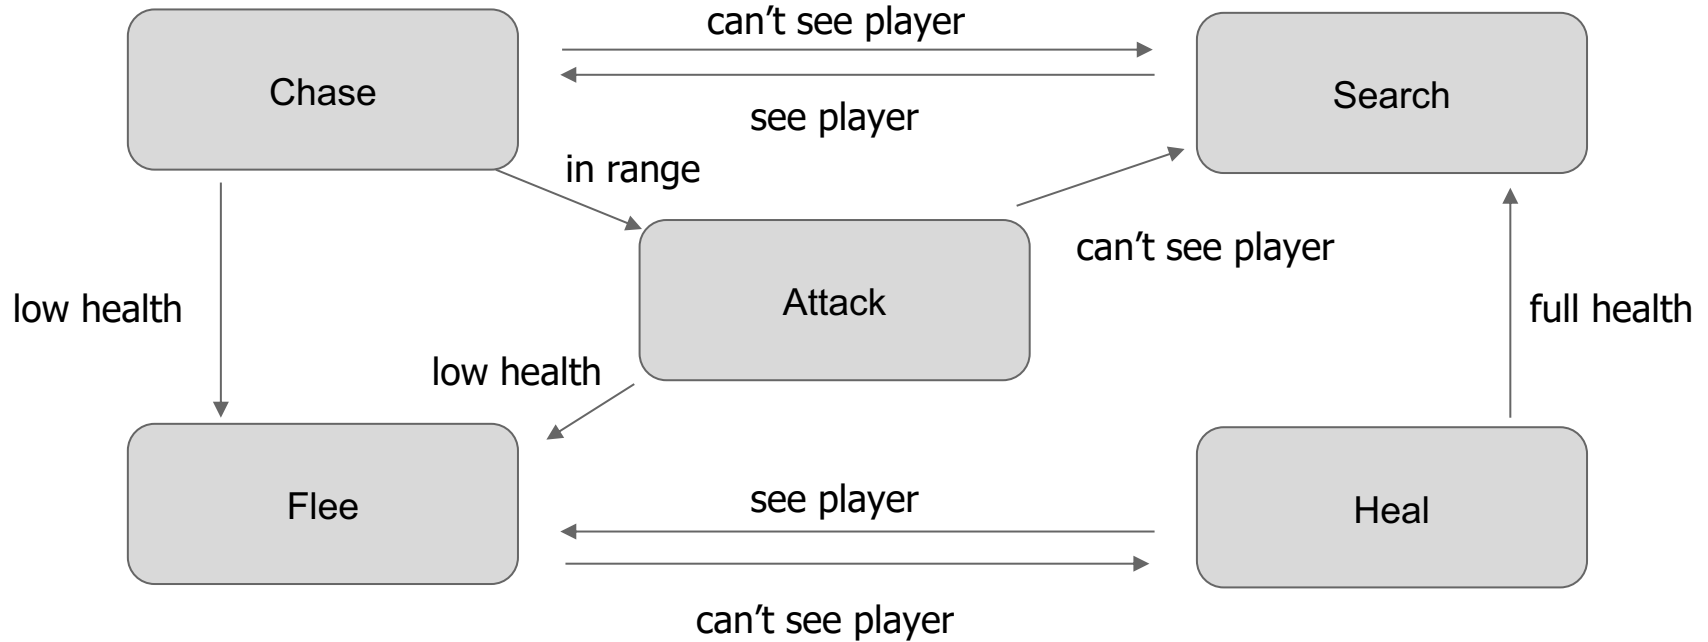 can’t see player
Chase
Search
see player
in range
can’t see player
low health
Attack
full health
low health
Flee
see player
Heal
can’t see player